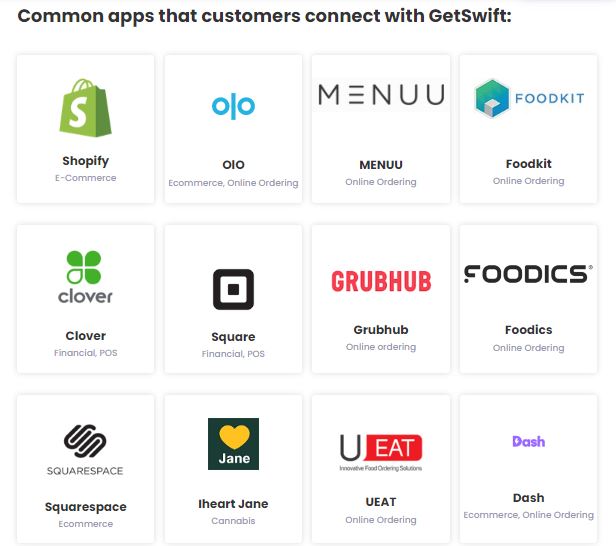 Common apps that customers connect with GetSwift:
S
Shopify
E-Commerce
olo
OlO
Ecommerce, Online Ordering
MENUU
MENUU
Online Ordering
FOODKIT
Foodkit
Online Ordering
clover
Clover
Financial, POS
Square
Financial, POS
GRUBHUB
Grubhub
Online ordering
FOODICS®
Foodics
Online Ordering
SQUARESPACE
Squarespace
Ecommerce
Jane
Iheart Jane
Cannabis
UEAT
Innovative Food Ordering Solutions
UEAT
Online Ordering
Dash
Dash
Ecommerce, Online Ordering